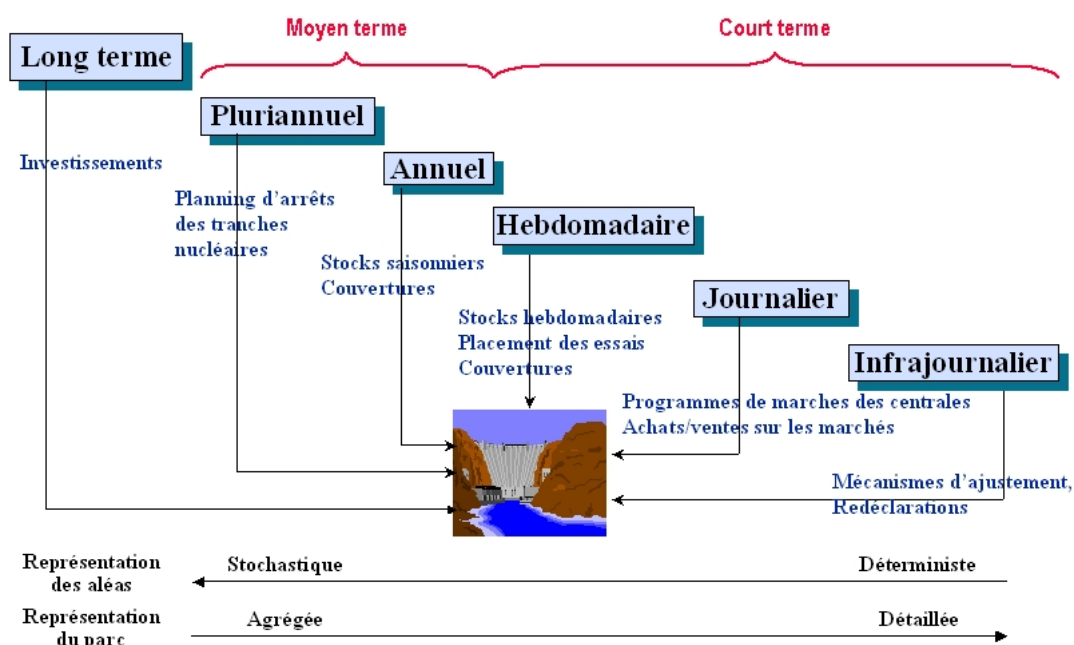 Moyen terme
Court terme
Long terme
Pluriannuel
Investissements
Annuel
Planning d'arrêts
des tranches
nucléaires
Hebdomadaire
Stocks saisonniers
Couvertures
Journalier
Stocks hebdomadaires
Placement des essais
Couvertures
Infrajournalier
Programmes de marches des centrales
Achats/ventes sur les marchés
Mécanismes d'ajustement,
Redéclarations
Représentation
des aléas
Stochastique
Déterministe
Représentation
du parc
Agrégée
Détaillée